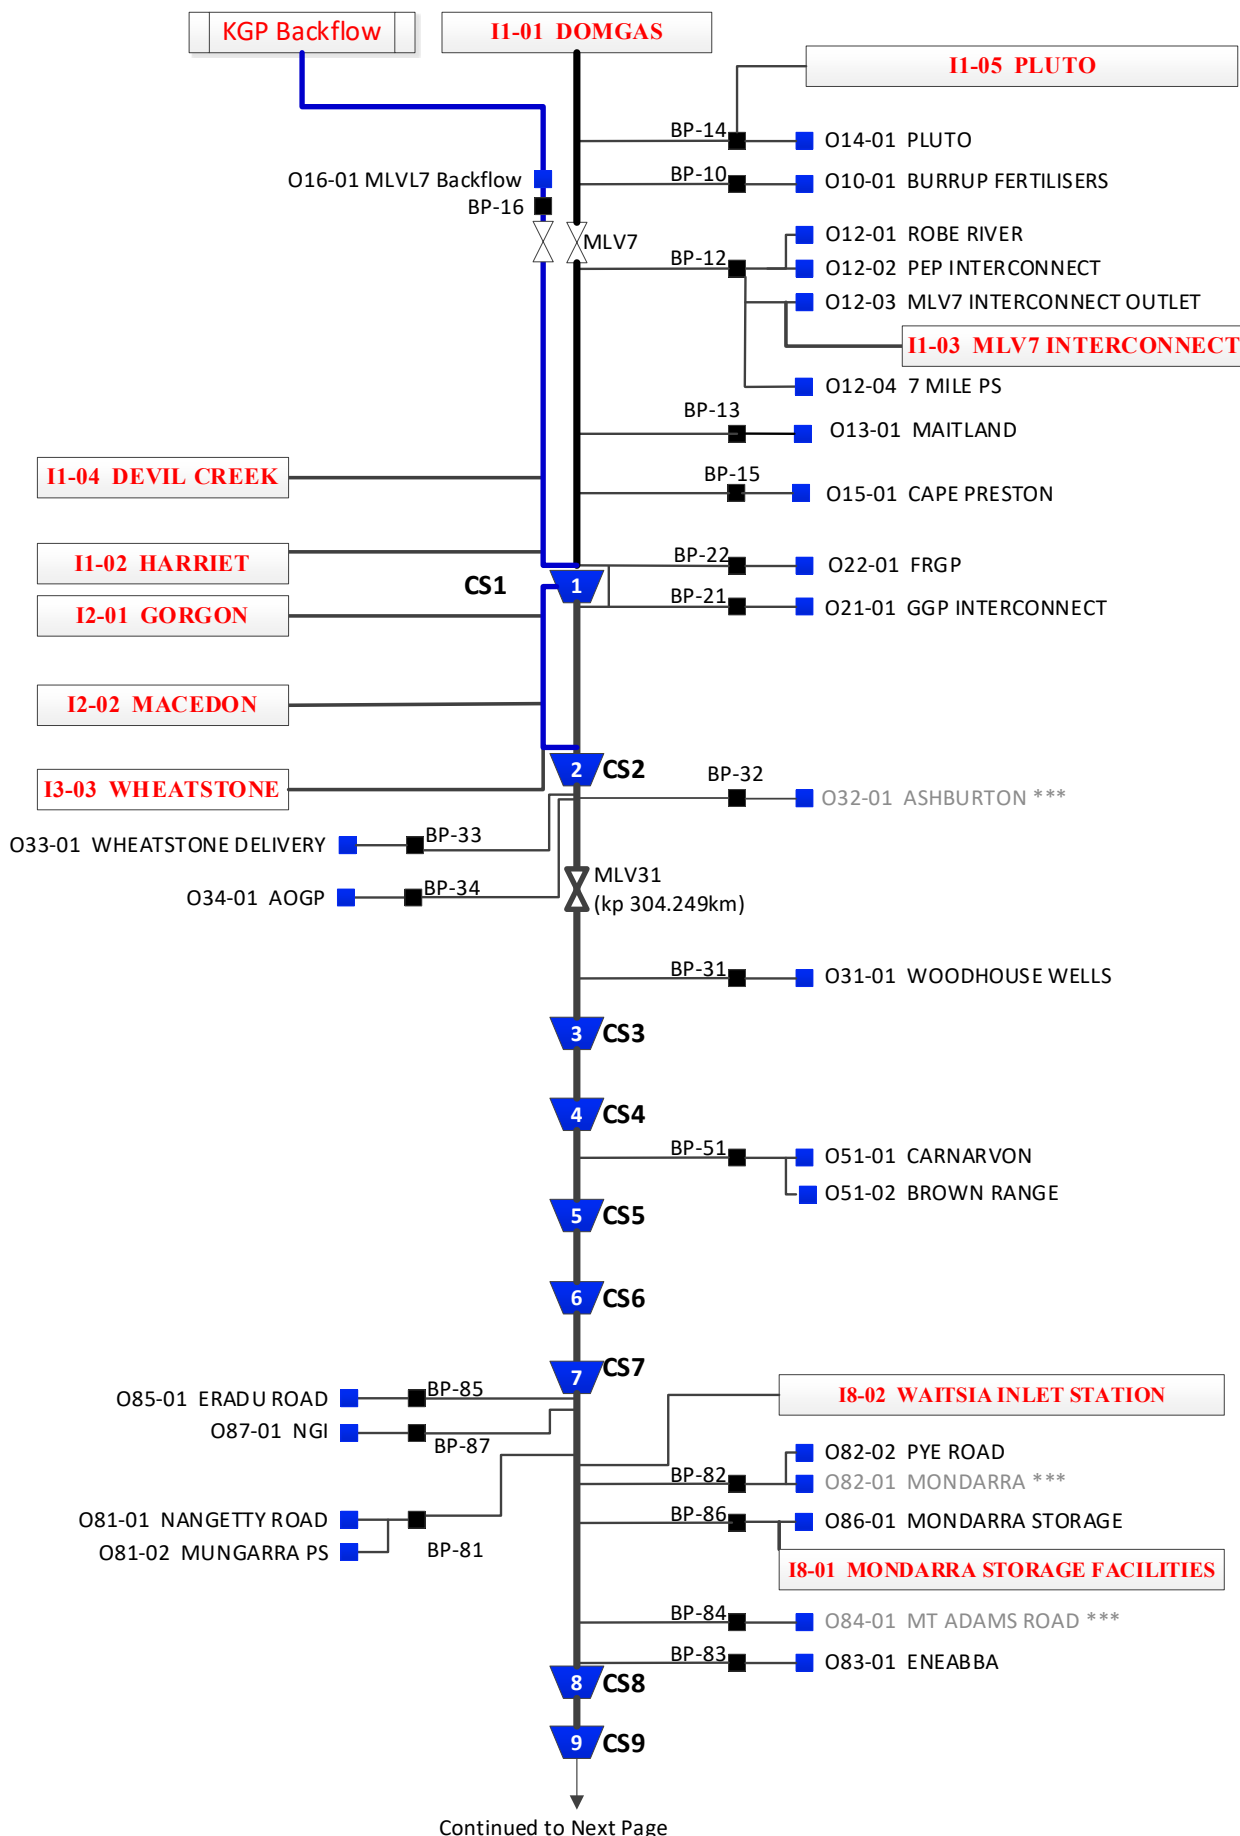 KGP Backflow
I1-01 DOMGAS
I1-05 PLUTO
BP-14
O14-01 PLUTO
BP-10
O10-01 BURRUP FERTILISERS
O16-01 MLVL7 Backflow
BP-16
MLV7
O12-01 ROBE RIVER
BP-12
O12-02 PEP INTERCONNECT
O12-03 MLV7 INTERCONNECT OUTLET
I1-03 MLV7 INTERCONNECT
O12-04 7 MILE PS
BP-13
O13-01 MAITLAND
I1-04 DEVIL CREEK
BP-15
O15-01 CAPE PRESTON
I1-02 HARRIET
BP-22
O22-01 FRGP
CS1
1
BP-21
O21-01 GGP INTERCONNECT
I2-01 GORGON
I2-02 MACEDON
2
CS2
I3-03 WHEATSTONE
BP-32
O32-01 ASHBURTON ***
O33-01 WHEATSTONE DELIVERY
BP-33
MLV31
(kp 304.249km)
O34-01 AOGP
BP-34
BP-31
O31-01 WOODHOUSE WELLS
3
CS3
4
CS4
BP-51
O51-01 CARNARVON
O51-02 BROWN RANGE
5
CS5
6
CS6
7
CS7
O85-01 ERADU ROAD
BP-85
I8-02 WAITSIA INLET STATION
O87-01 NGI
BP-87
O82-02 PYE ROAD
BP-82
O82-01 MONDARRA ***
O81-01 NANGETTY ROAD
BP-86
O86-01 MONDARRA STORAGE
O81-02 MUNGARRA PS
BP-81
I8-01 MONDARRA STORAGE FACILITIES
BP-84
O84-01 MT ADAMS ROAD ***
BP-83
O83-01 ENEABBA
8
CS8
9
CS9
Continued to Next Page